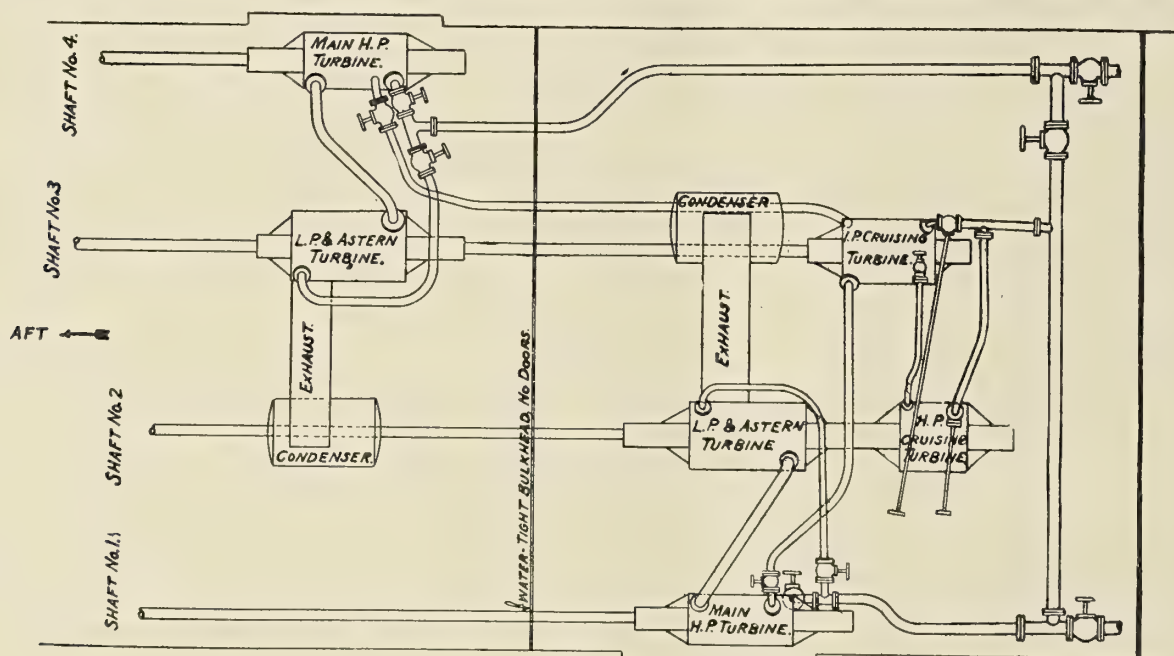 SHAFT No. 4.
MAIN H.P.
TURBINE.
SHAFT No.3
L.P. & ASTERN
TURBINE.
CONDENSER
I.P. CRUISING
TURBINE.
AFT
EXHAUST.
EXHAUST.
SHAFT No. 2
CONDENSER.
WATER-TIGHT BULKHEAD, NO DOORS.
L.P. & ASTERN
TURBINE
H.P.
CRUISING
TURBINE
SHAFT No.1.
MAIN
H.P. TURBINE.